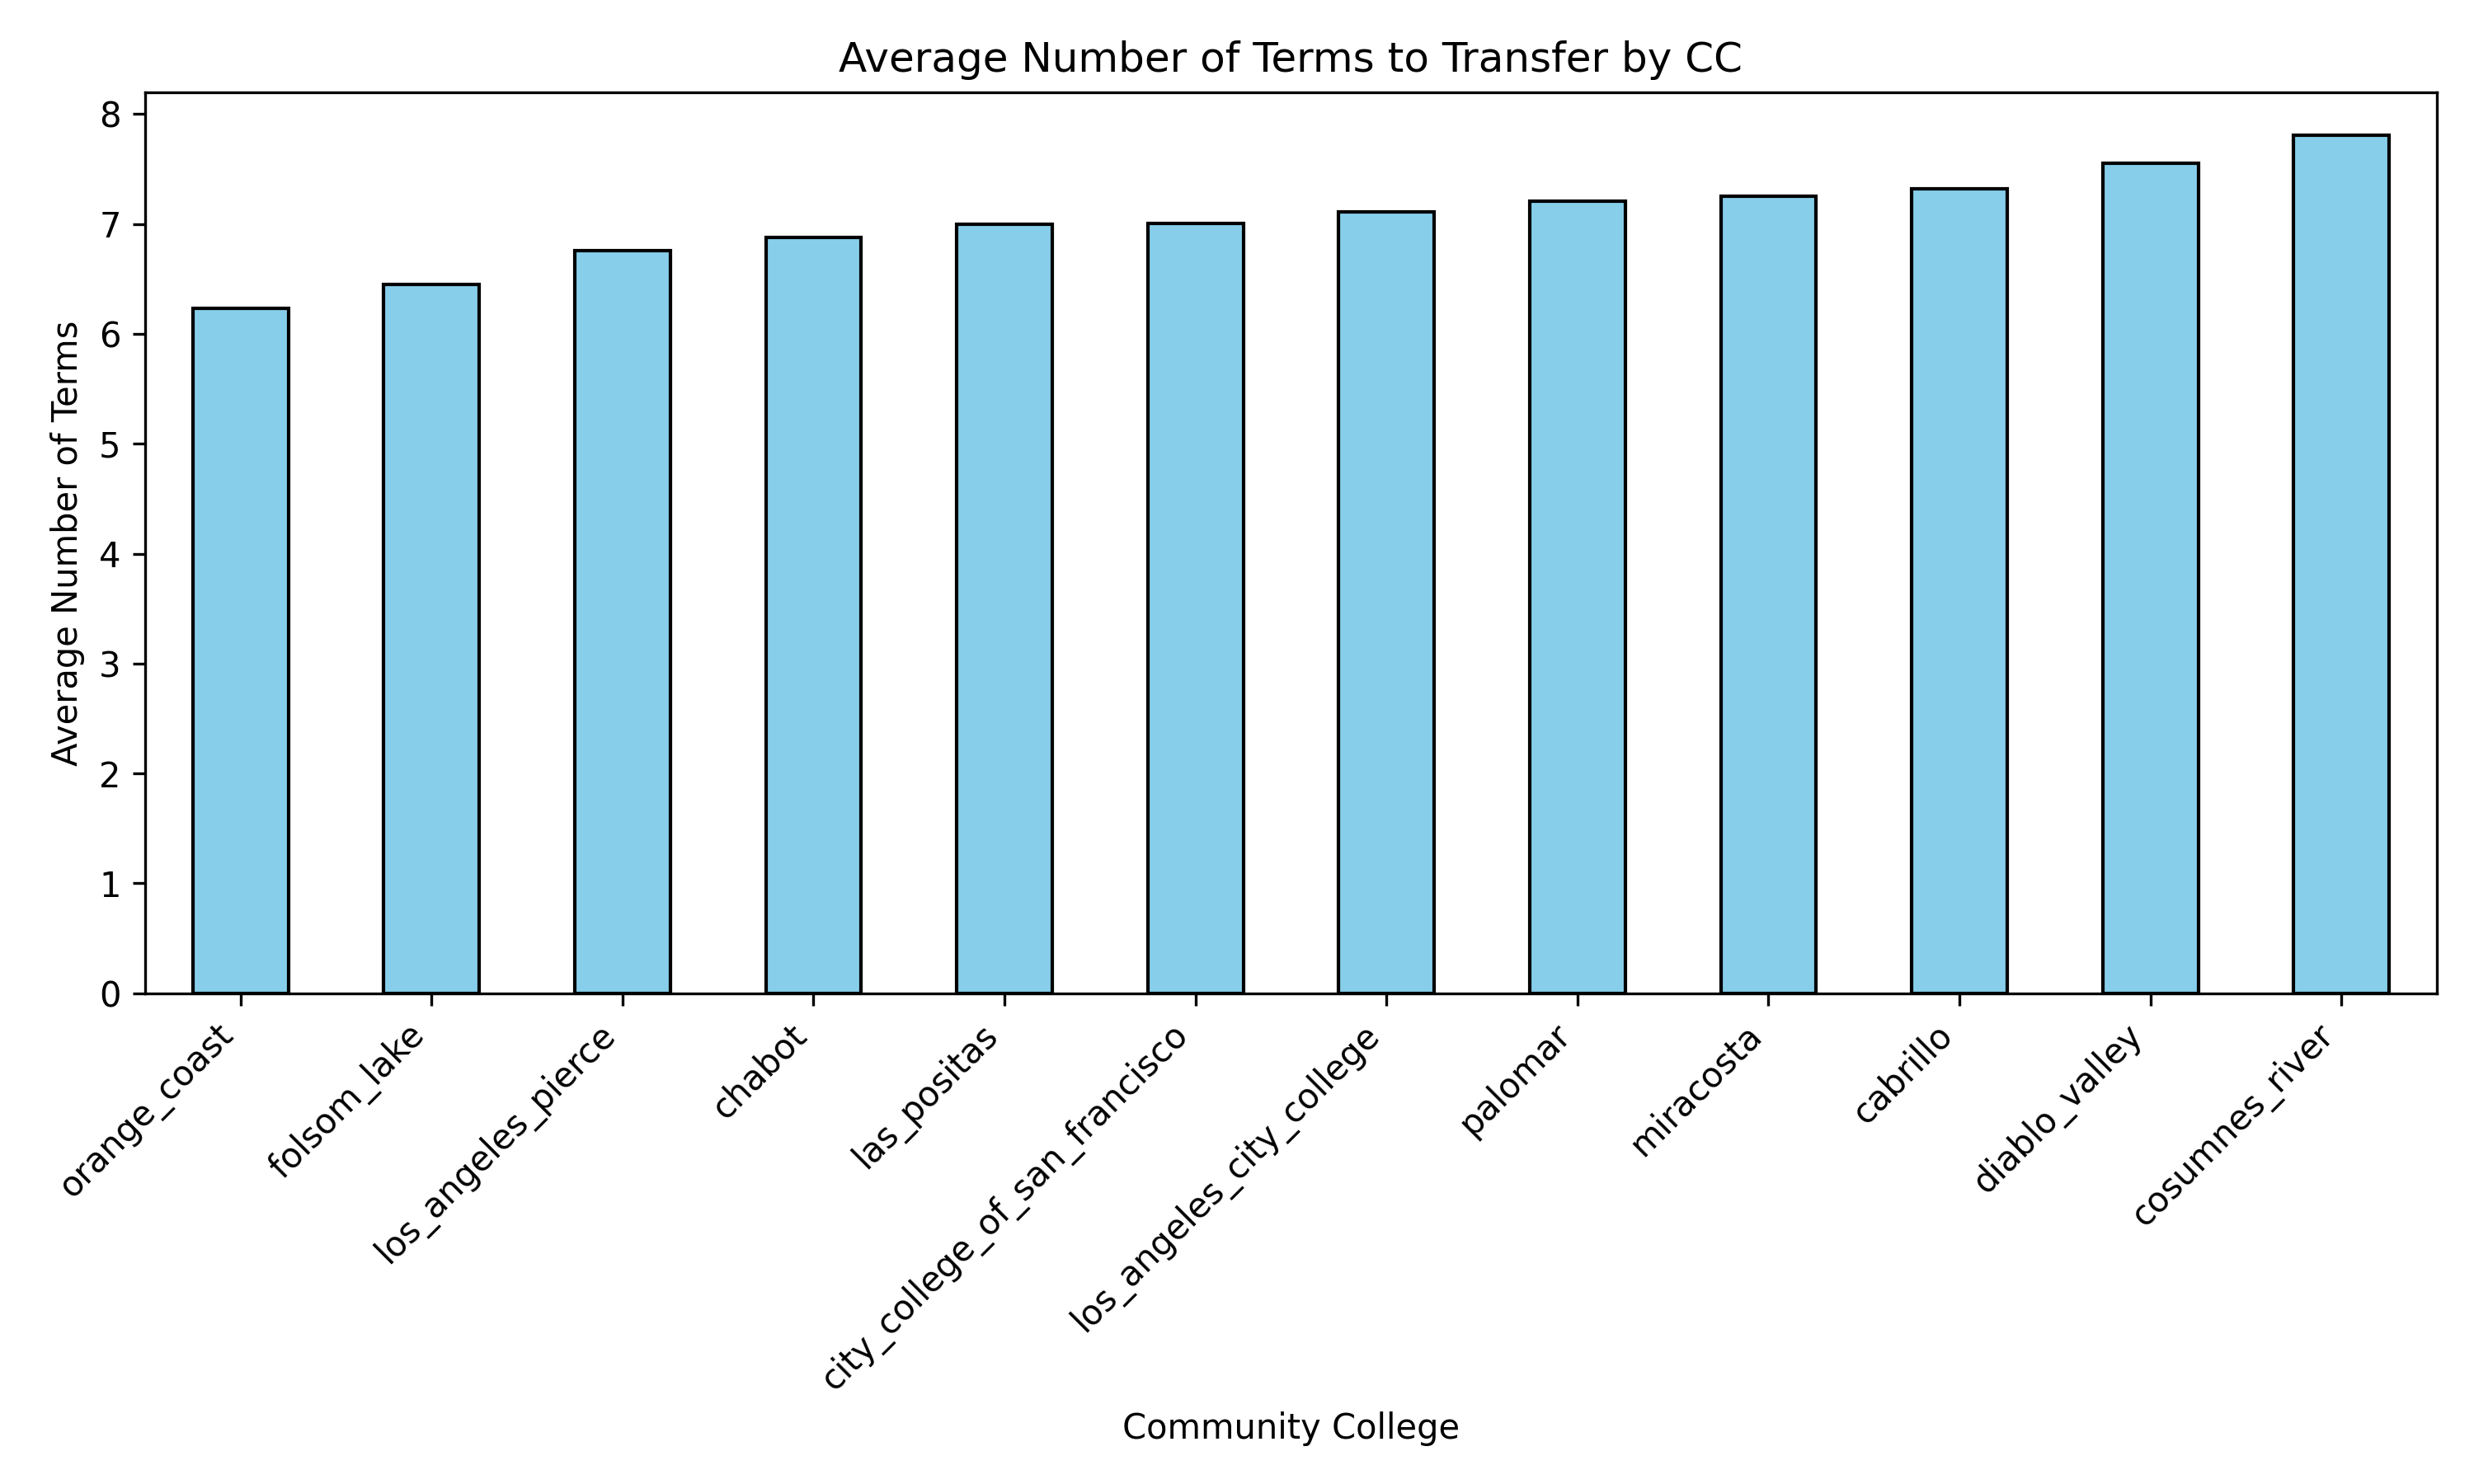 Average Number of Terms to Transfer by CC
Average Number of Terms
8
7
6
5
4
3
2
1
0
orange_coast
folsom_lake
los_angeles_pierce
chabot
las_positas
city_college_of_san_francisco
los_angeles_city_college
palomar
miracosta
cabrillo
diablo_valley
cosumnes_river
Community College